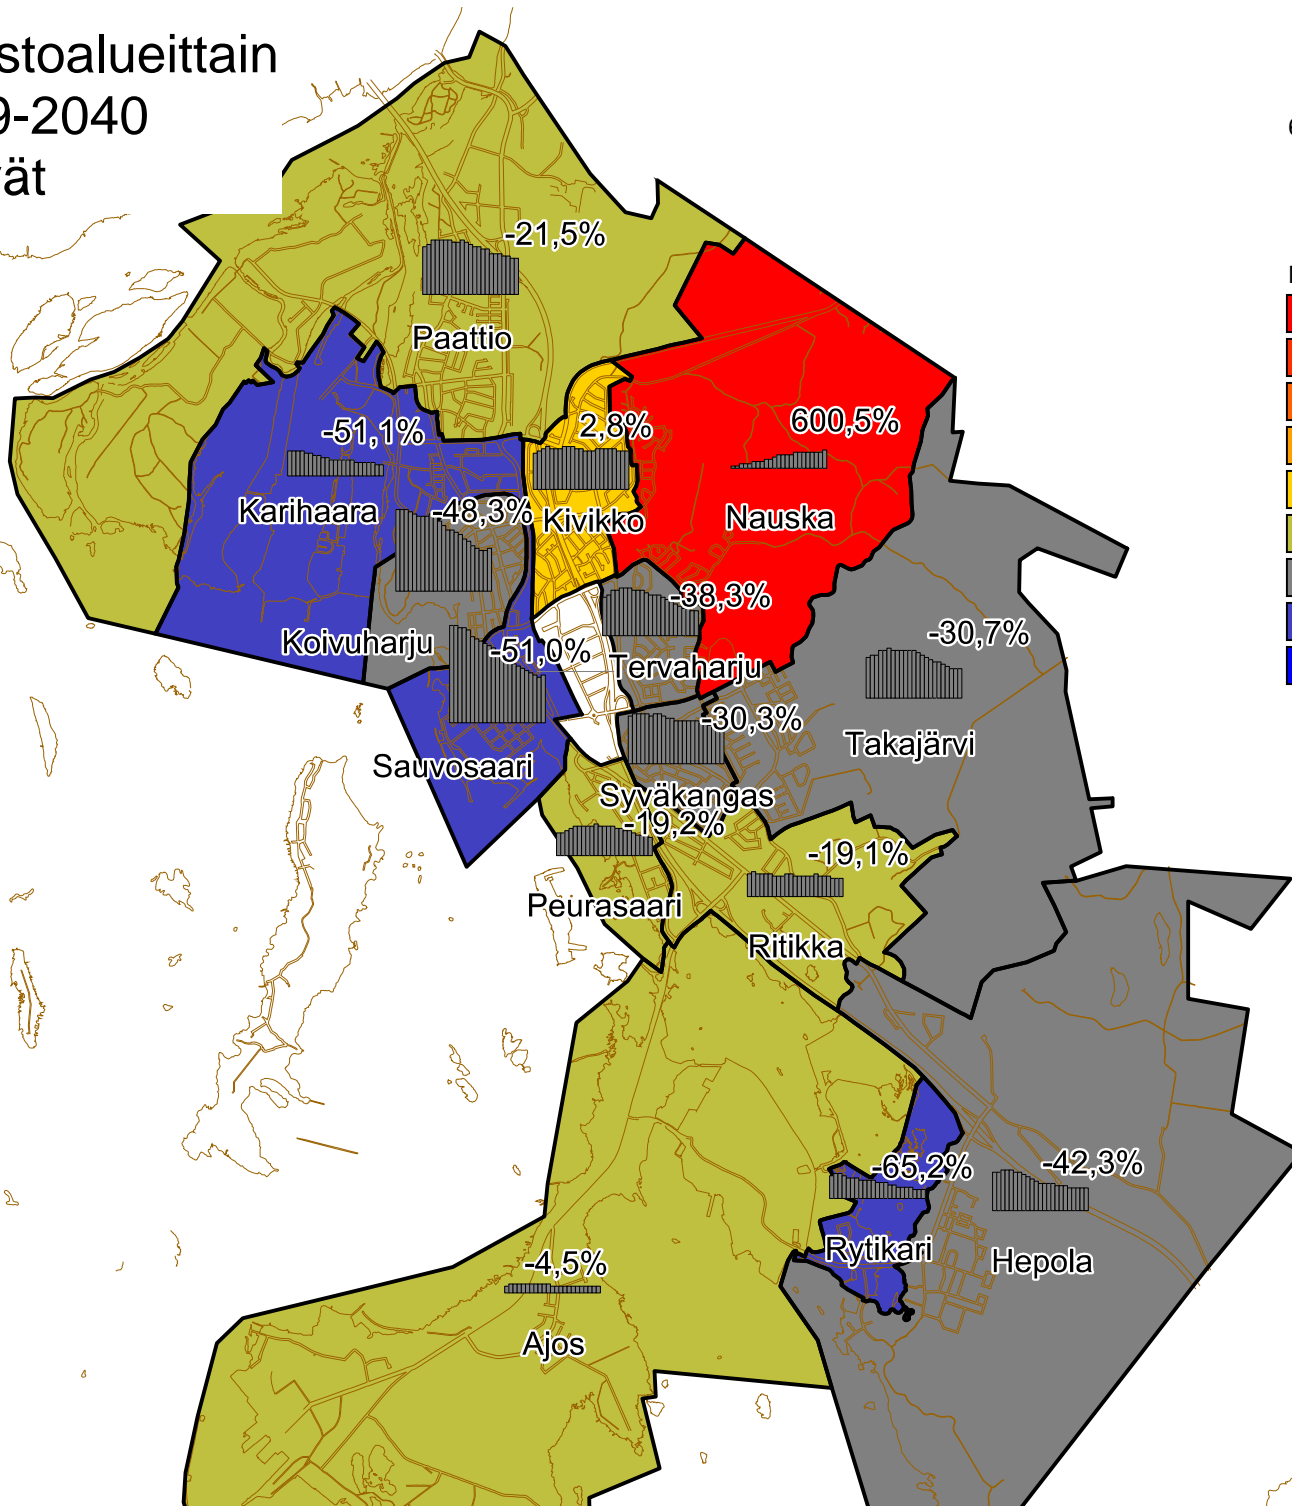 stoalueittain
9-2040
ät
-21,5%
Paattio
-51,1%
2,8%
600,5%
Karihaara
-48,3%
Kivikko
Nauska
-38,3%
Koivuharju
-51,0%
Tervaharju
-30,7%
-30,3%
Sauvosaari
Takajärvi
Syväkangas
-19,2%
-19,1%
Peurasaari
Ritikka
-65,2%
-42,3%
Rytikari
Hepola
-4,5%
Ajos